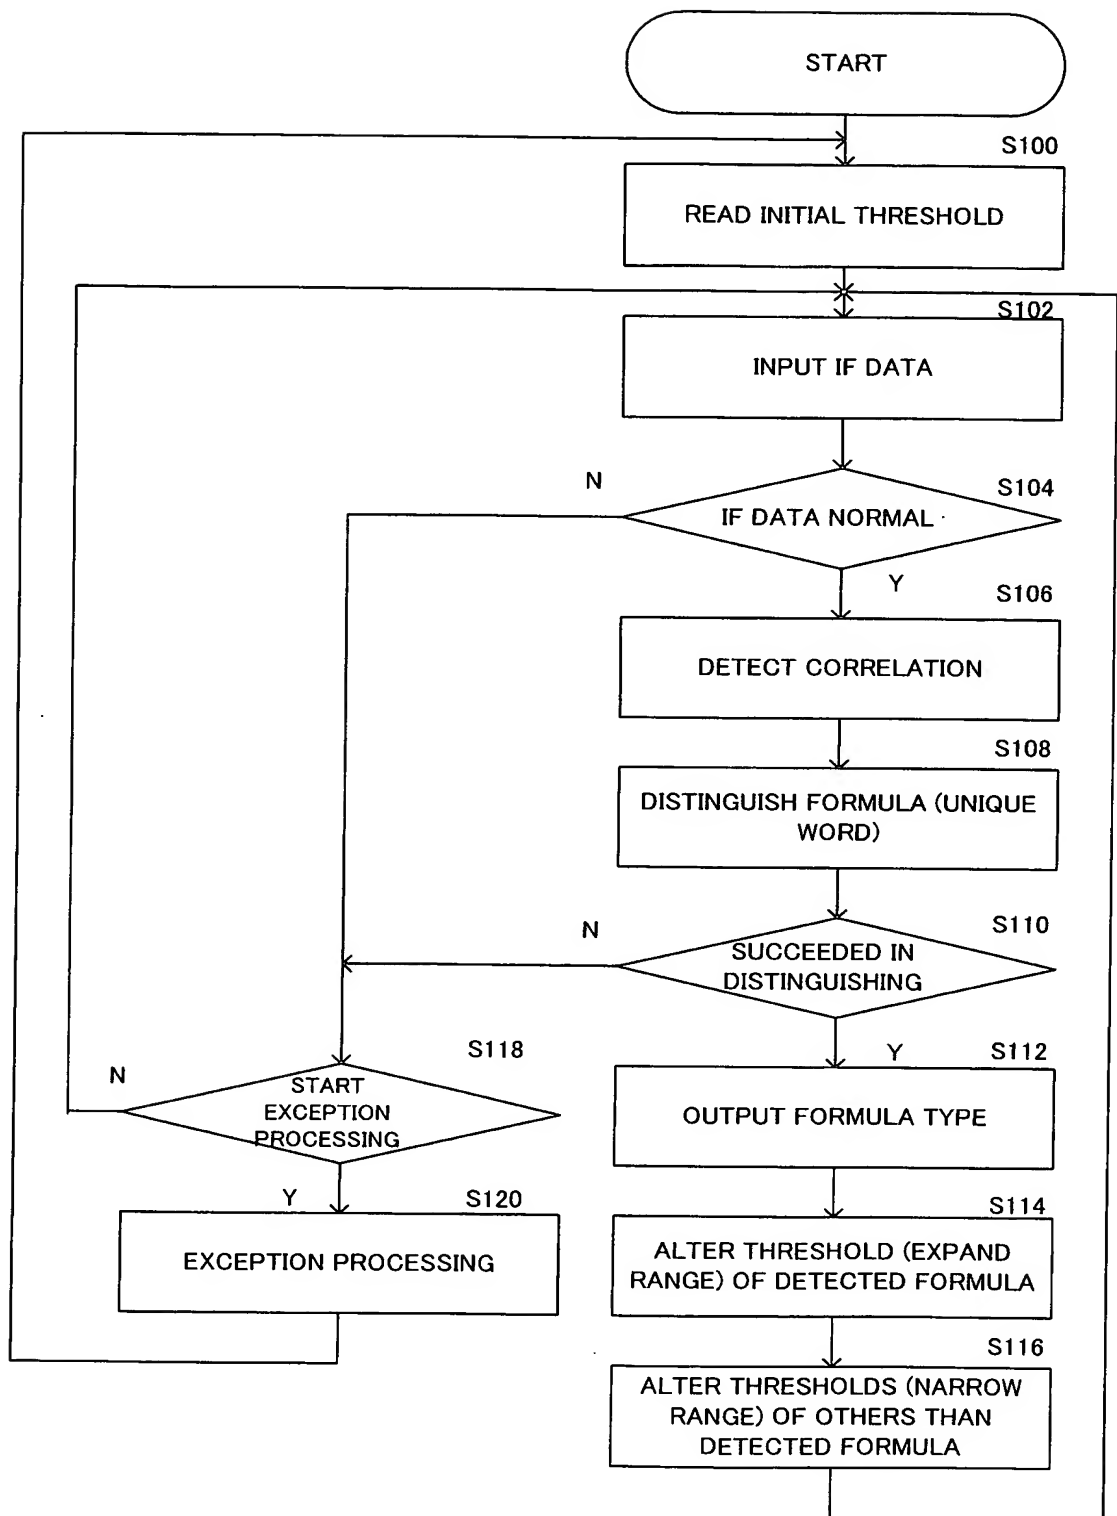 START
S100
READ INITIAL THRESHOLD
S102
INPUT IF DATA
N
S104
IF DATA NORMAL
Y
S106
DETECT CORRELATION
S108
DISTINGUISH FORMULA (UNIQUE
WORD)
N
S110
SUCCEEDED IN
DISTINGUISHING
Y
S112
OUTPUT FORMULA TYPE
S118
N
START
EXCEPTION
PROCESSING
Y
S120
EXCEPTION PROCESSING
S114
ALTER THRESHOLD (EXPAND
RANGE) OF DETECTED FORMULA
S116
ALTER THRESHOLDS (NARROW
RANGE) OF OTHERS THAN
DETECTED FORMULA